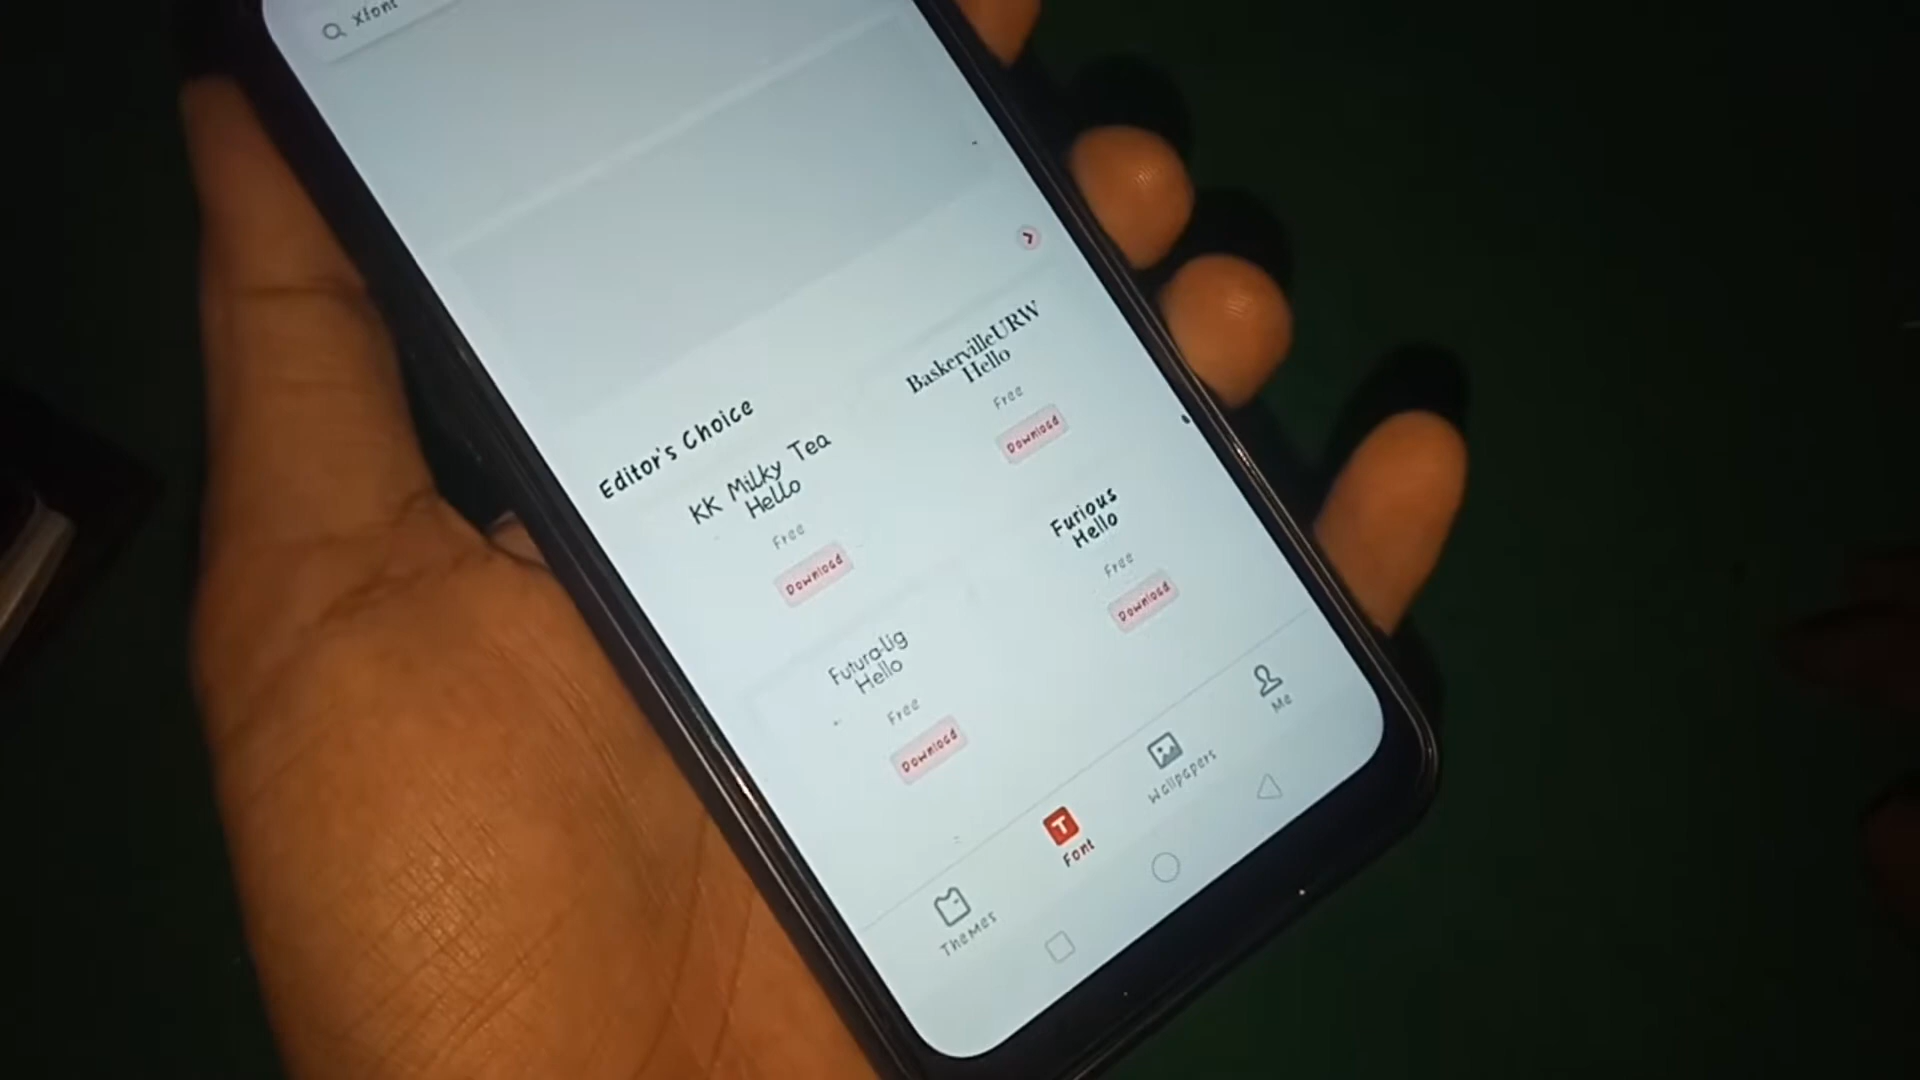 Xfont
Editor's Choice
KK Milky Tea
Hello
Free
Download
BaskervilleURW
Hello
Free
Download
Futura-Lig
Hello
Free
Download
Furious
Hello
Free
Download
Themes
Font
Wallpapers
Me